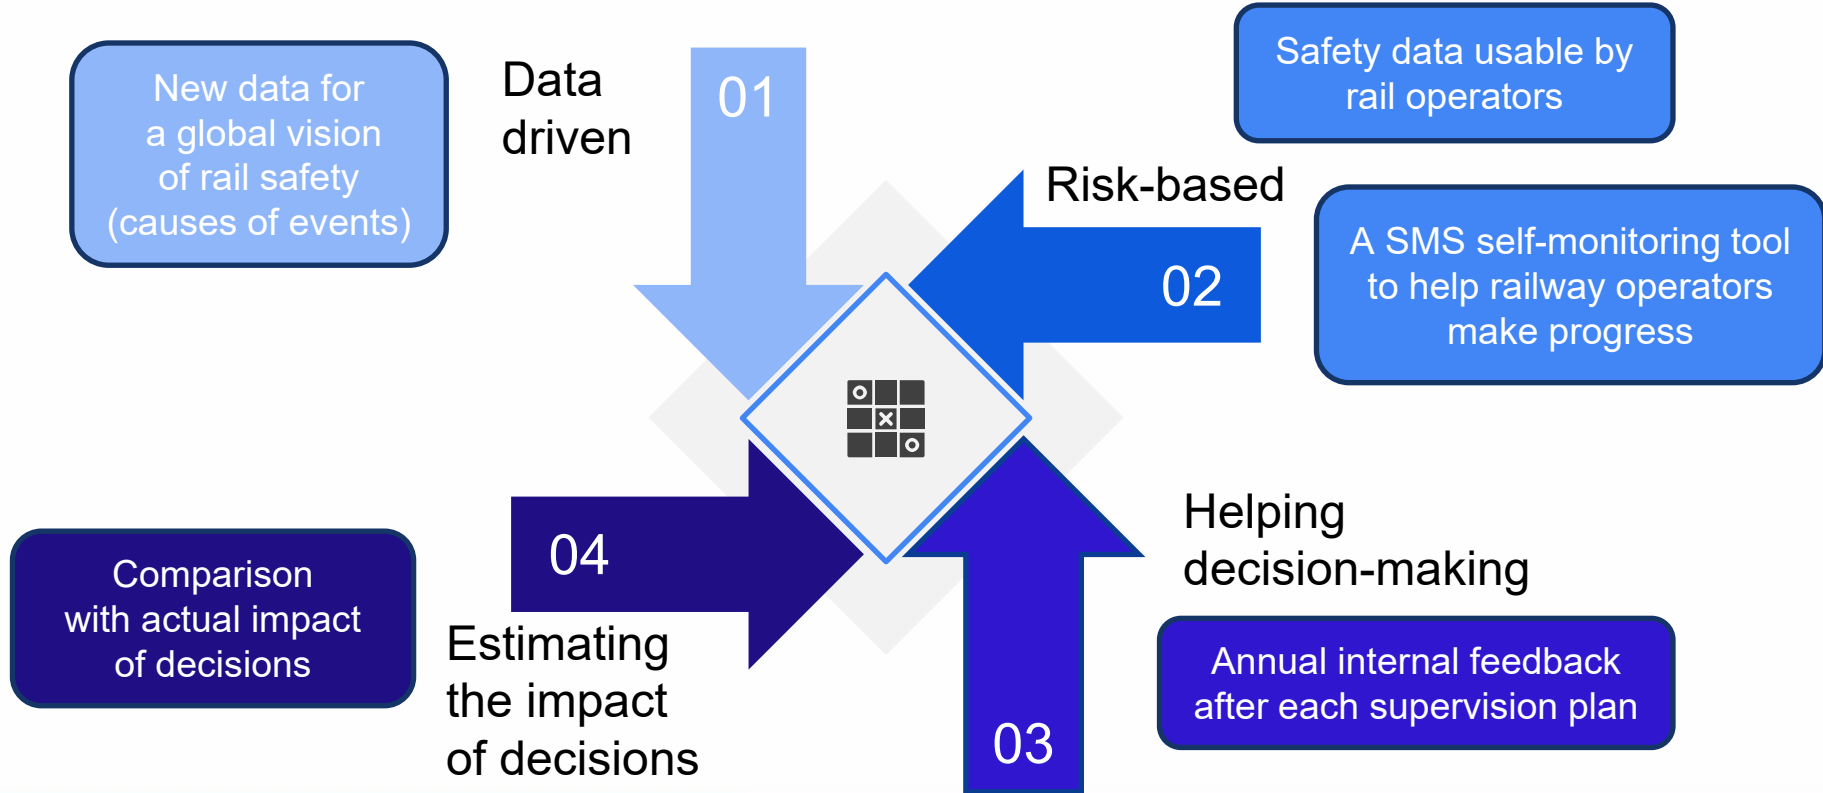 New data for
a global vision
of rail safety
(causes of events)
Data
driven
01
Safety data usable by
rail operators
Risk-based
02
A SMS self-monitoring tool
to help railway operators
make progress
Helping
decision-making
03
Annual internal feedback
after each supervision plan
04
Estimating
the impact
of decisions
Comparison
with actual impact
of decisions